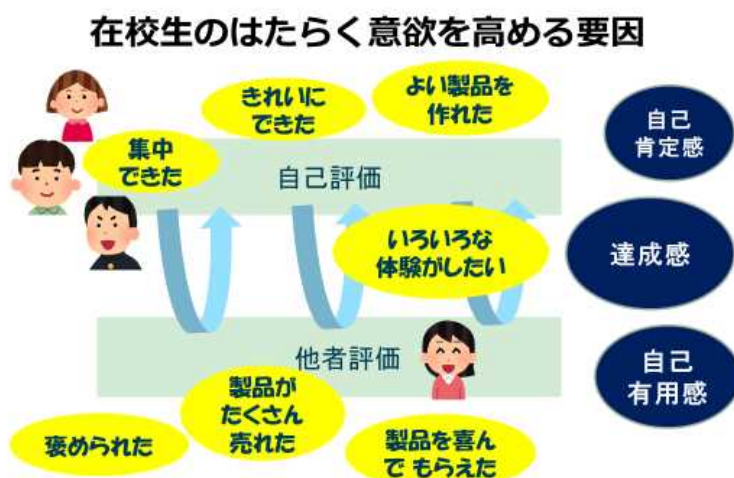 在校生のはたらく意欲を高める要因
きれいに
できた
よい製品を
作れた
自己
肯定感
集中
できた
自己評価
いろいろな
体験がしたい
達成感
他者評価
自己
有用感
製品が
たくさん
売れた
褒められた
製品を喜ん
で もらえた